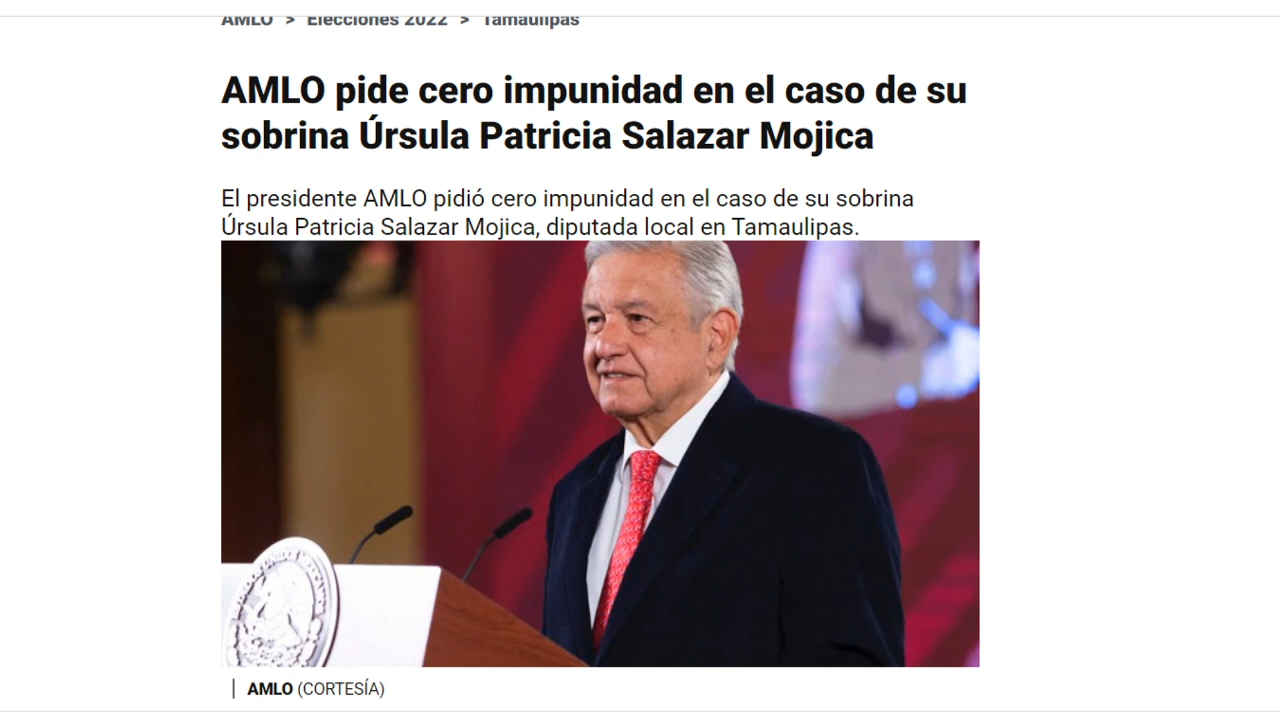 AMLO > Elecciones 2022 > Tamaulipas
AMLO pide cero impunidad en el caso de su
sobrina Úrsula Patricia Salazar Mojica
El presidente AMLO pidió cero impunidad en el caso de su sobrina
Úrsula Patricia Salazar Mojica, diputada local en Tamaulipas.
AMLO (CORTESÍA)